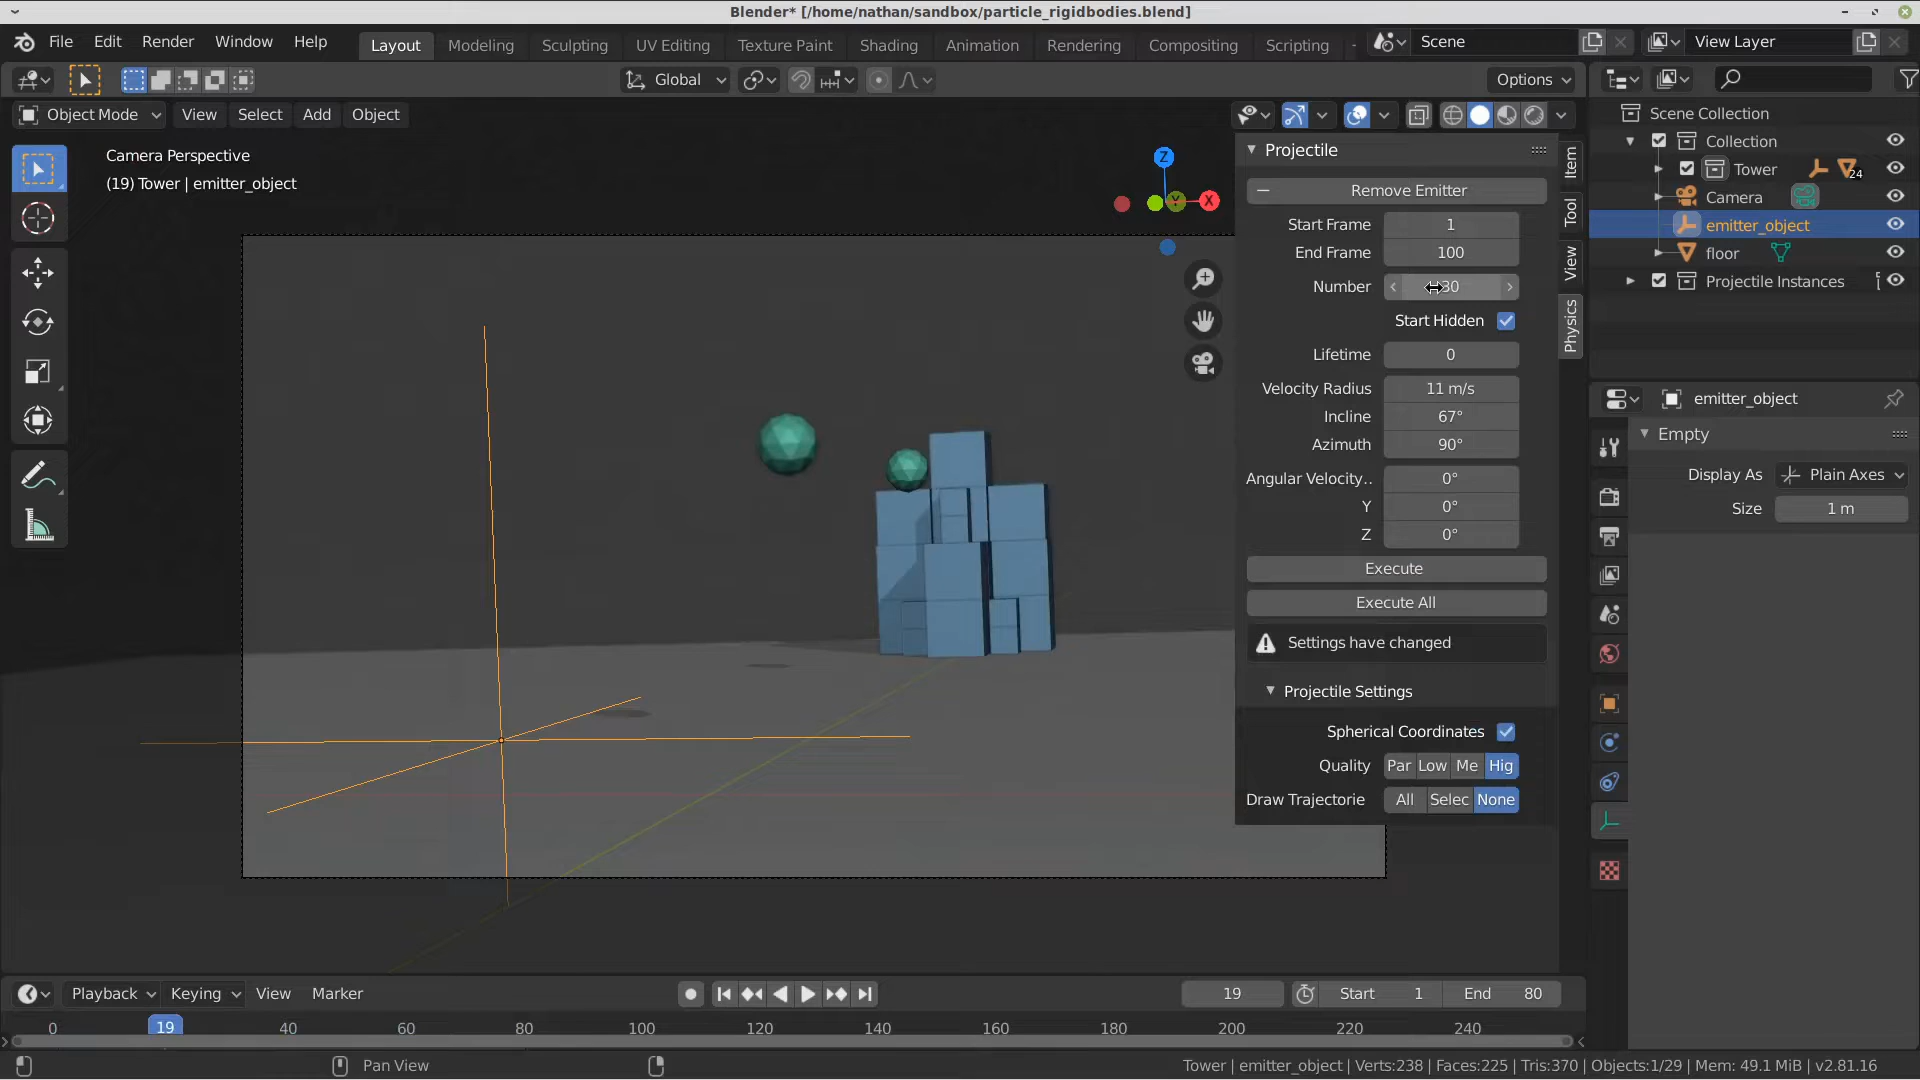 Blender* [/home/nathan/sandbox/particle_rigidbodies.blend]
File Edit Render Window Help Layout Modeling Sculpting UV Editing Texture Paint Shading Animation Rendering Compositing Scripting Scene View Layer
Global Options
Object Mode View Select Add Object
Camera Perspective
(19) Tower | emitter_object
Z
Y
X
Projectile
Remove Emitter
Start Frame 1
End Frame 100
Number 30
Start Hidden
Lifetime 0
Velocity Radius 11 m/s
Incline 67°
Azimuth 90°
Angular Velocity.. 0°
Y 0°
Z 0°
Execute
Execute All
Settings have changed
Projectile Settings
Spherical Coordinates
Quality Par Low Me Hig
Draw Trajectorie All Selec None
Item
Tool
View
Physics
Scene Collection
Collection
Tower 24
Camera
emitter_object
floor
Projectile Instances
emitter_object
Empty
Display As Plain Axes
Size 1 m
Playback Keying View Marker 19 Start 1 End 80
0 19 40 60 80 100 120 140 160 180 200 220 240
Pan View Tower | emitter_object | Verts:238 | Faces:225 | Tris:370 | Objects:1/29 | Mem: 49.1 MiB | v2.81.16